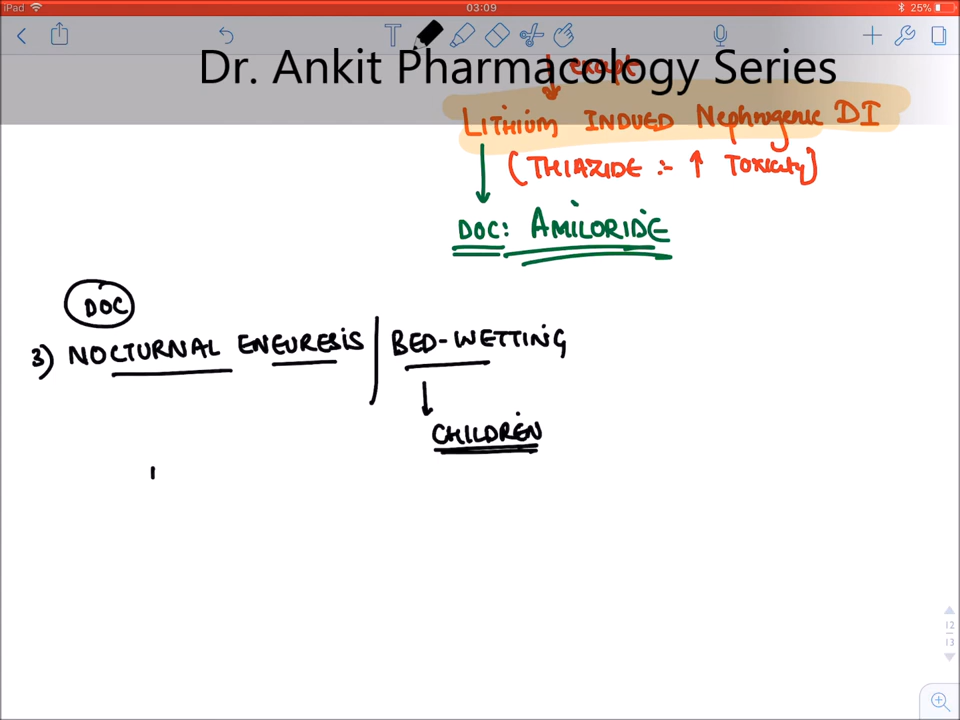 iPad 03:09 25%
T
Dr. Ankit Pharmacology Series
except
LITHIUM INDUED Nephrogenic DI
(THIAZIDE :- ↑ Toxicity)
DOC: AMILORIDE
DOC
3) NOCTURNAL ENEURESIS | BED-WETTING
CHILDREN
12
13